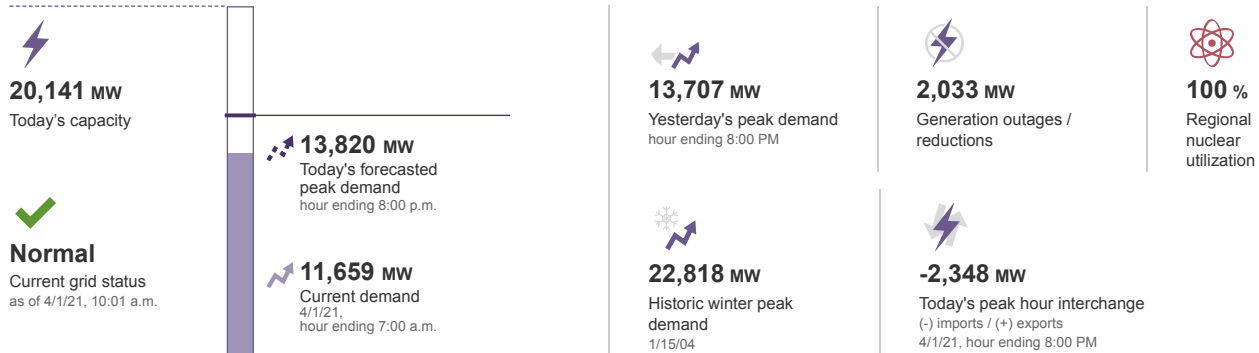 20,141 MW
Today's capacity
Normal
Current grid status
as of 4/1/21, 10:01 a.m.
13,820 MW
Today's forecasted
peak demand
hour ending 8:00 p.m.
11,659 MW
Current demand
4/1/21,
hour ending 7:00 a.m.
13,707 MW
Yesterday's peak demand
hour ending 8:00 PM
2,033 MW
Generation outages /
reductions
100 %
Regional
nuclear
utilization
22,818 MW
Historic winter peak
demand
1/15/04
-2,348 MW
Today's peak hour interchange
(-) imports / (+) exports
4/1/21, hour ending 8:00 PM